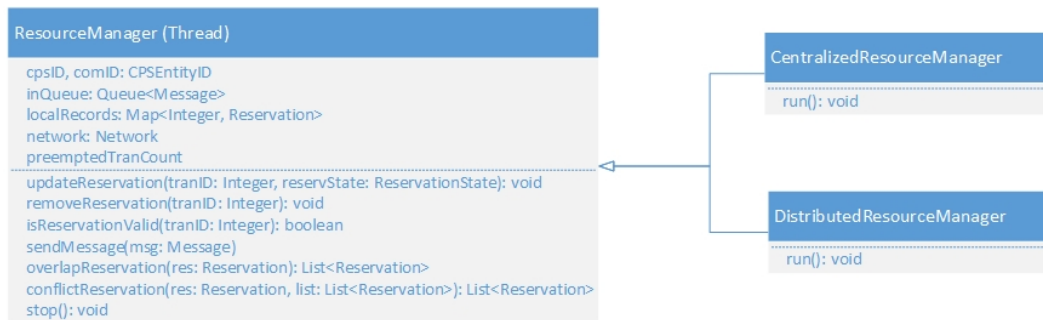 ResourceManager (Thread)
cpsID, comID: CPSEntityID
inQueue: Queue<Message>
localRecords: Map<Integer, Reservation>
network: Network
preemptedTranCount
updateReservation(tranID: Integer, reservState: ReservationState): void
removeReservation(tranID: Integer): void
isReservationValid(tranID: Integer): boolean
sendMessage(msg: Message)
overlapReservation(res: Reservation): List<Reservation>
conflictReservation(res: Reservation, list: List<Reservation>): List<Reservation>
stop(): void
CentralizedResourceManager
run(): void
DistributedResourceManager
run(): void